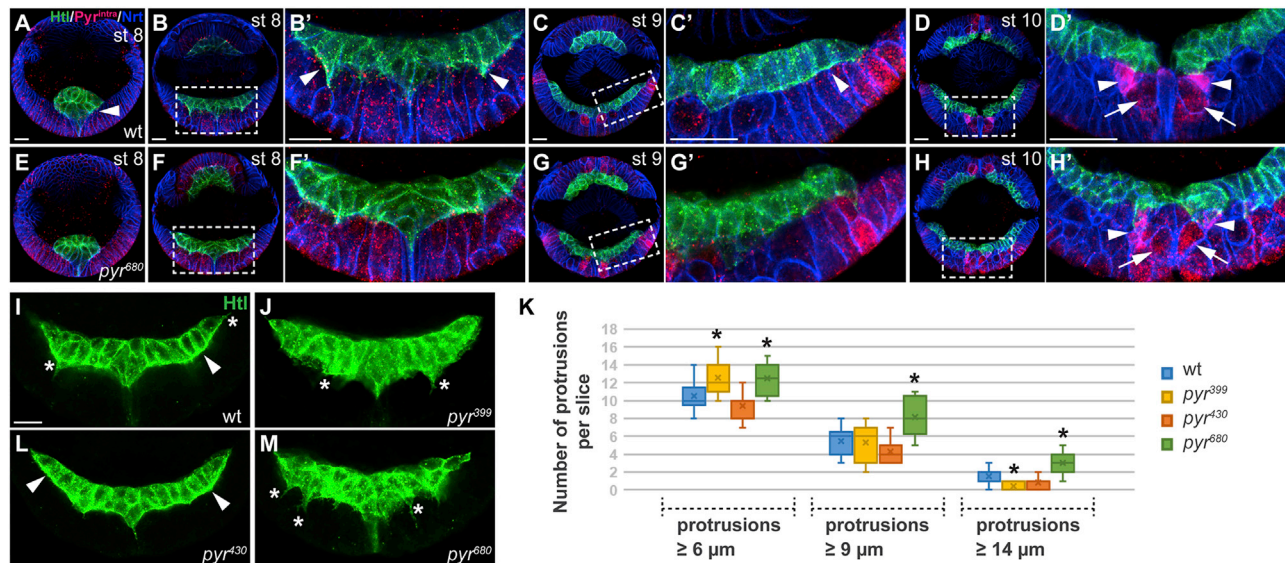 Htl/Pyrintra/Nrt
A
st 8
wt
B
st 8
B’
C
st 9
C’
D
st 10
D’
E
st 8
pyr680
F
st 8
F’
G
st 9
G’
H
st 10
H’
I
Htl
*
*
wt
J
*
*
pyr399
L
pyr430
M
*
*
*
pyr680
K
Number of protrusions
per slice
18
16
14
12
10
8
6
4
2
0
*
*
*
*
*
protrusions
≥ 6 μm
protrusions
≥ 9 μm
protrusions
≥ 14 μm
wt
pyr399
pyr430
pyr680